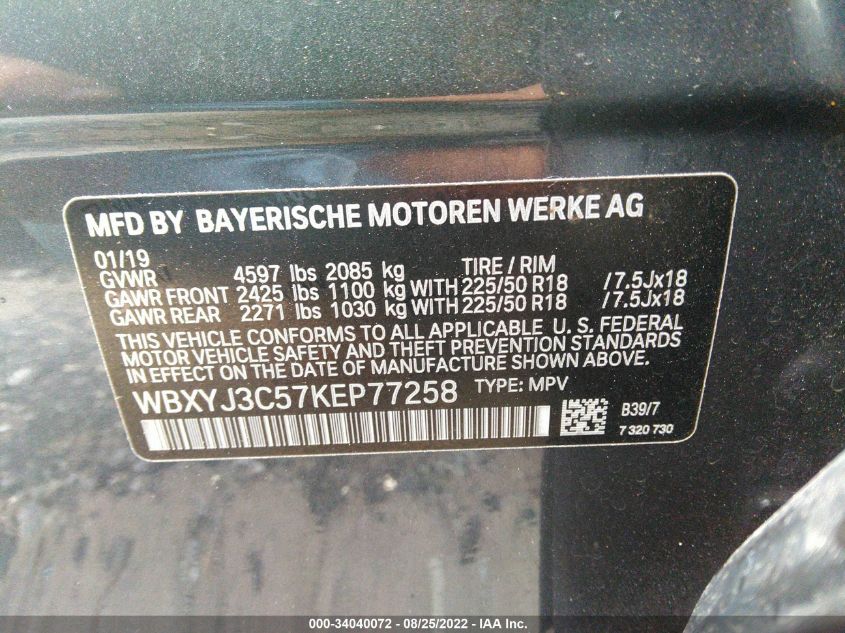 MFD BY BAYERISCHE MOTOREN WERKE AG
01/19 TIRE / RIM
GVWR 4597 lbs 2085 kg
GAWR FRONT 2425 lbs 1100 kg WITH 225/50 R18 / 7.5Jx18
GAWR REAR 2271 lbs 1030 kg WITH 225/50 R18 / 7.5Jx18
THIS VEHICLE CONFORMS TO ALL APPLICABLE U. S. FEDERAL
MOTOR VEHICLE SAFETY AND THEFT PREVENTION STANDARDS
IN EFFECT ON THE DATE OF MANUFACTURE SHOWN ABOVE.
WBXYJ3C57KEP77258 TYPE: MPV
B39/7
7 320 730
000-34040072 - 08/25/2022 - IAA Inc.